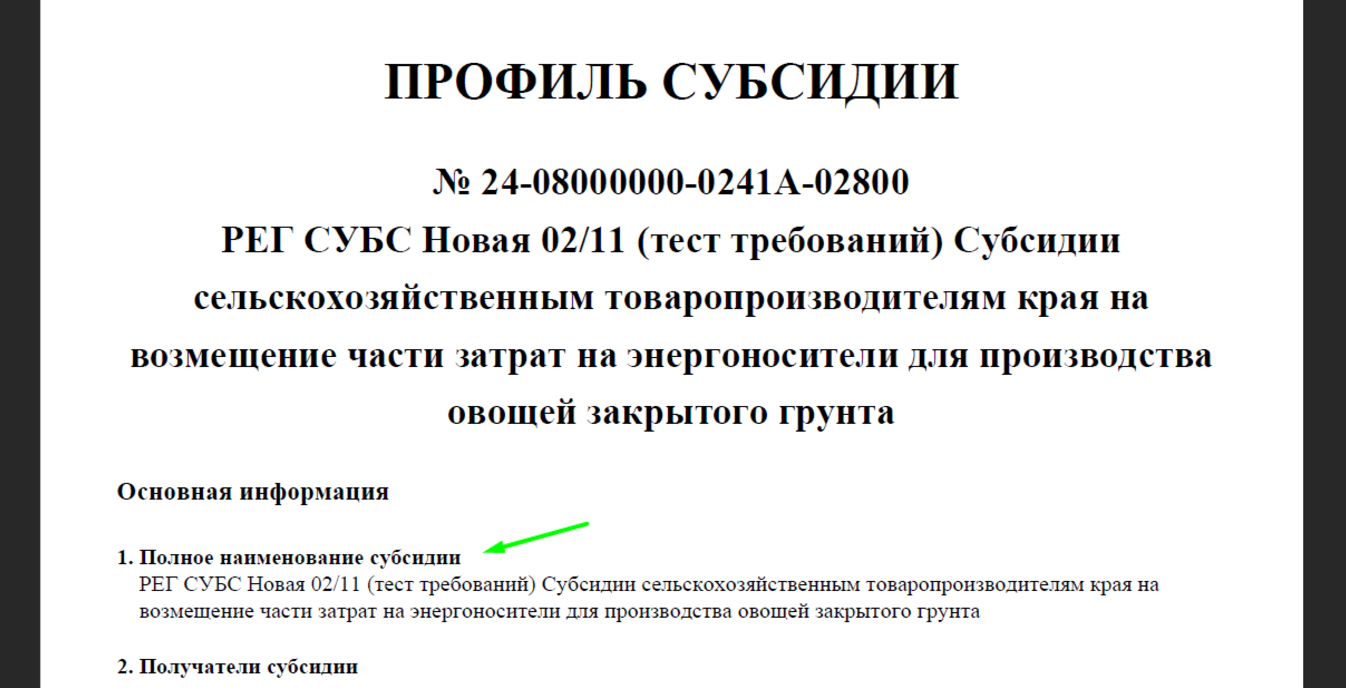 ПРОФИЛЬ СУБСИДИИ
№ 24-08000000-0241A-02800
РЕГ СУБС Новая 02/11 (тест требований) Субсидии
сельскохозяйственным товаропроизводителям края на
возмещение части затрат на энергоносители для производства
овощей закрытого грунта
Основная информация
1. Полное наименование субсидии
РЕГ СУБС Новая 02/11 (тест требований) Субсидии сельскохозяйственным товаропроизводителям края на
возмещение части затрат на энергоносители для производства овощей закрытого грунта
2. Получатели субсидии